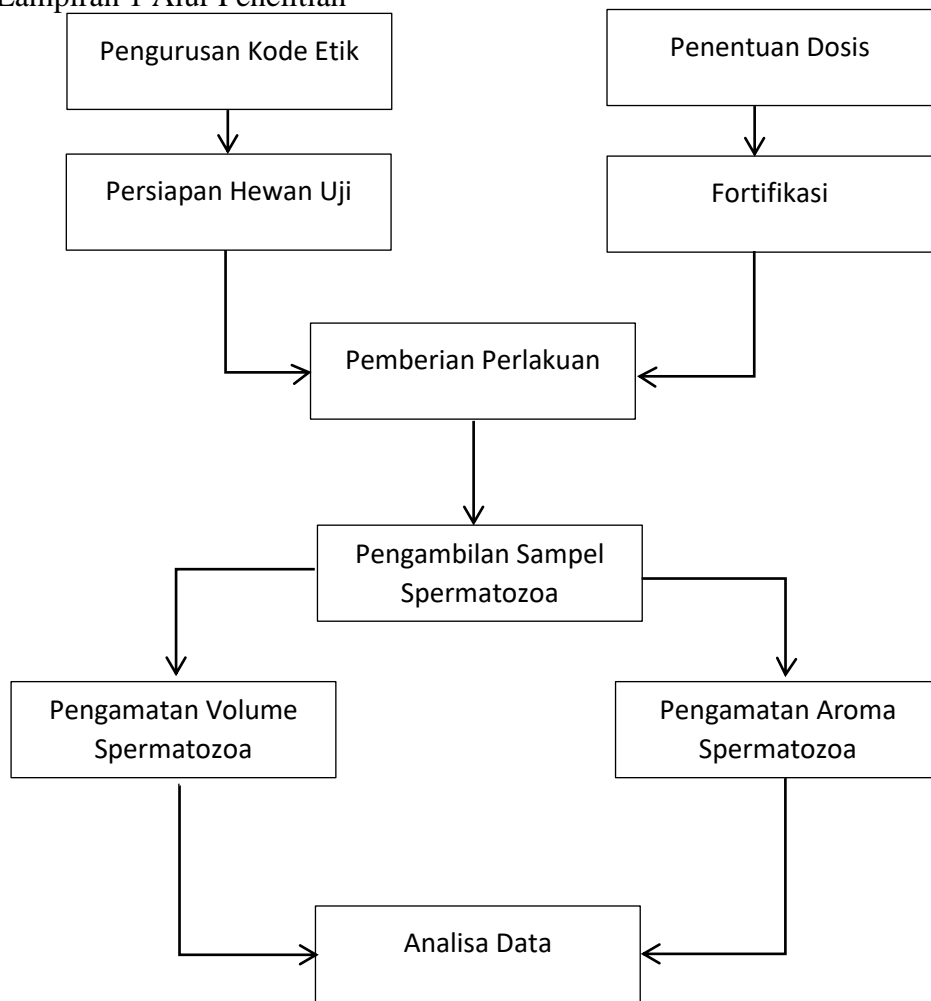 Lampiran 1 Alur Penelitian
Pengurusan Kode Etik
Penentuan Dosis
Persiapan Hewan Uji
Fortifikasi
Pemberian Perlakuan
Pengambilan Sampel
Spermatozoa
Pengamatan Volume
Spermatozoa
Pengamatan Aroma
Spermatozoa
Analisa Data